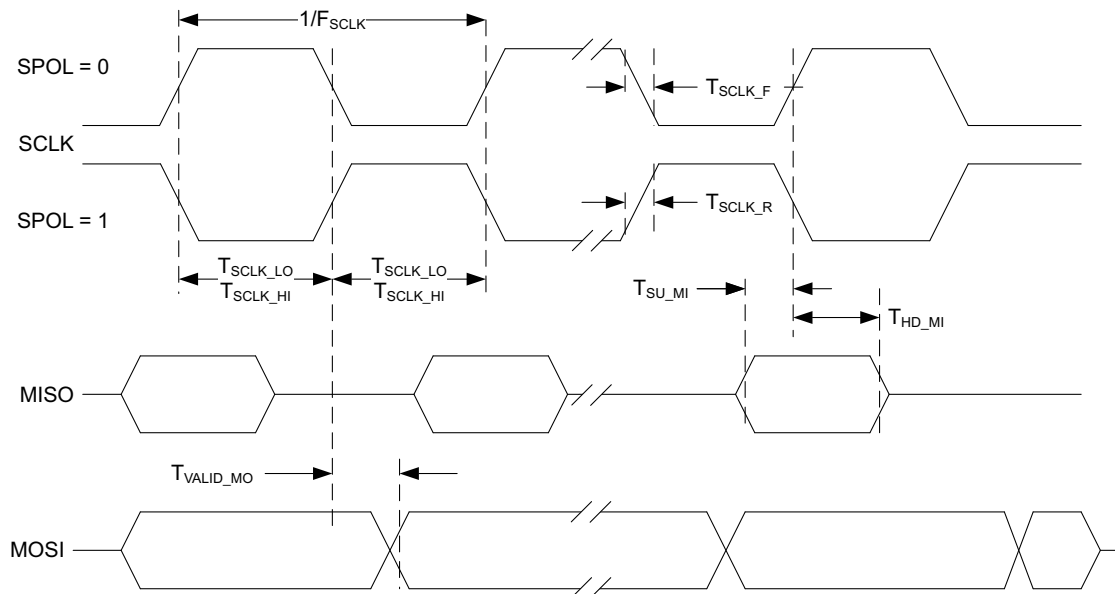 1/FSCLK
SPOL = 0
TSCLK_F
SCLK
SPOL = 1
TSCLK_R
TSCLK_LO TSCLK_LO
TSCLK_HI TSCLK_HI
TSU_MI
THD_MI
MISO
TVALID_MO
MOSI